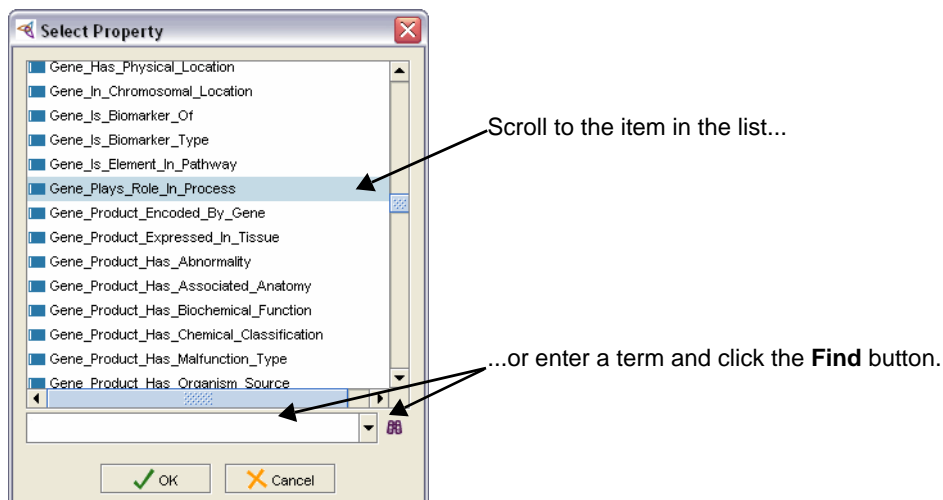 Select Property
Gene_Has_Physical_Location
Gene_In_Chromosomal_Location
Gene_Is_Biomarker_Of
Gene_Is_Biomarker_Type
Gene_Is_Element_In_Pathway
Gene_Plays_Role_In_Process
Gene_Product_Encoded_By_Gene
Gene_Product_Expressed_In_Tissue
Gene_Product_Has_Abnormality
Gene_Product_Has_Associated_Anatomy
Gene_Product_Has_Biochemical_Function
Gene_Product_Has_Chemical_Classification
Gene_Product_Has_Malfunction_Type
Gene_Product_Has_Organism_Source
OK
Cancel
Scroll to the item in the list...
...or enter a term and click the Find button.